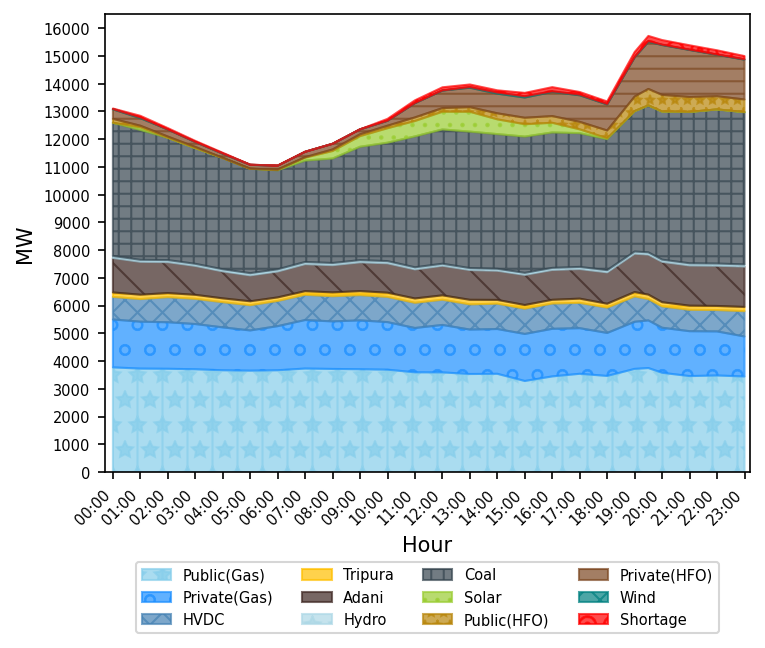 16000
15000
14000
13000
12000
11000
10000
9000
8000
7000
6000
5000
4000
3000
2000
1000
0
MW
00:00 01:00 02:00 03:00 04:00 05:00 06:00 07:00 08:00 09:00 10:00 11:00 12:00 13:00 14:00 15:00 16:00 17:00 18:00 19:00 20:00 21:00 22:00 23:00
Hour
Public(Gas) Tripura Coal Private(HFO)
Private(Gas) Adani Solar Wind
HVDC Hydro Public(HFO) Shortage